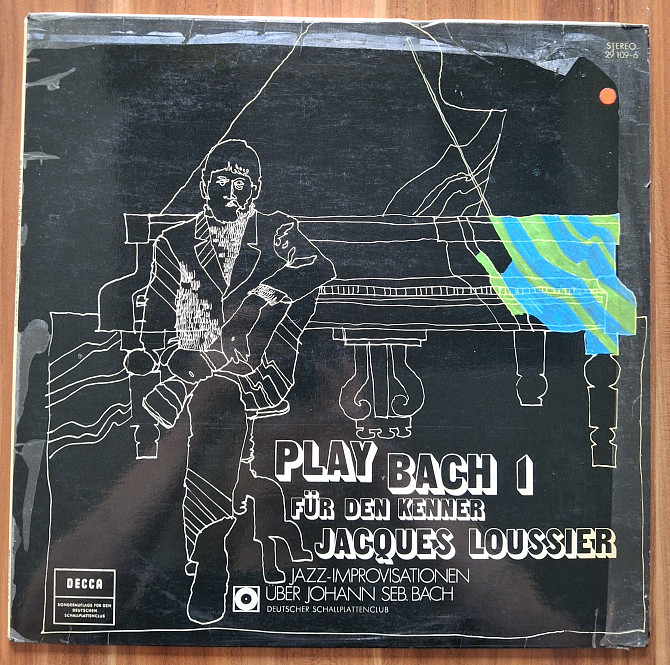 STEREO
29 109-6
PLAY BACH 1
FÜR DEN KENNER
JACQUES LOUSSIER
JAZZ-IMPROVISATIONEN
ÜBER JOHANN SEB. BACH
DEUTSCHER SCHALLPLATTENCLUB
DECCA
SONDERAUFLAGE FÜR DEN
DEUTSCHEN
SCHALLPLATTENCLUB